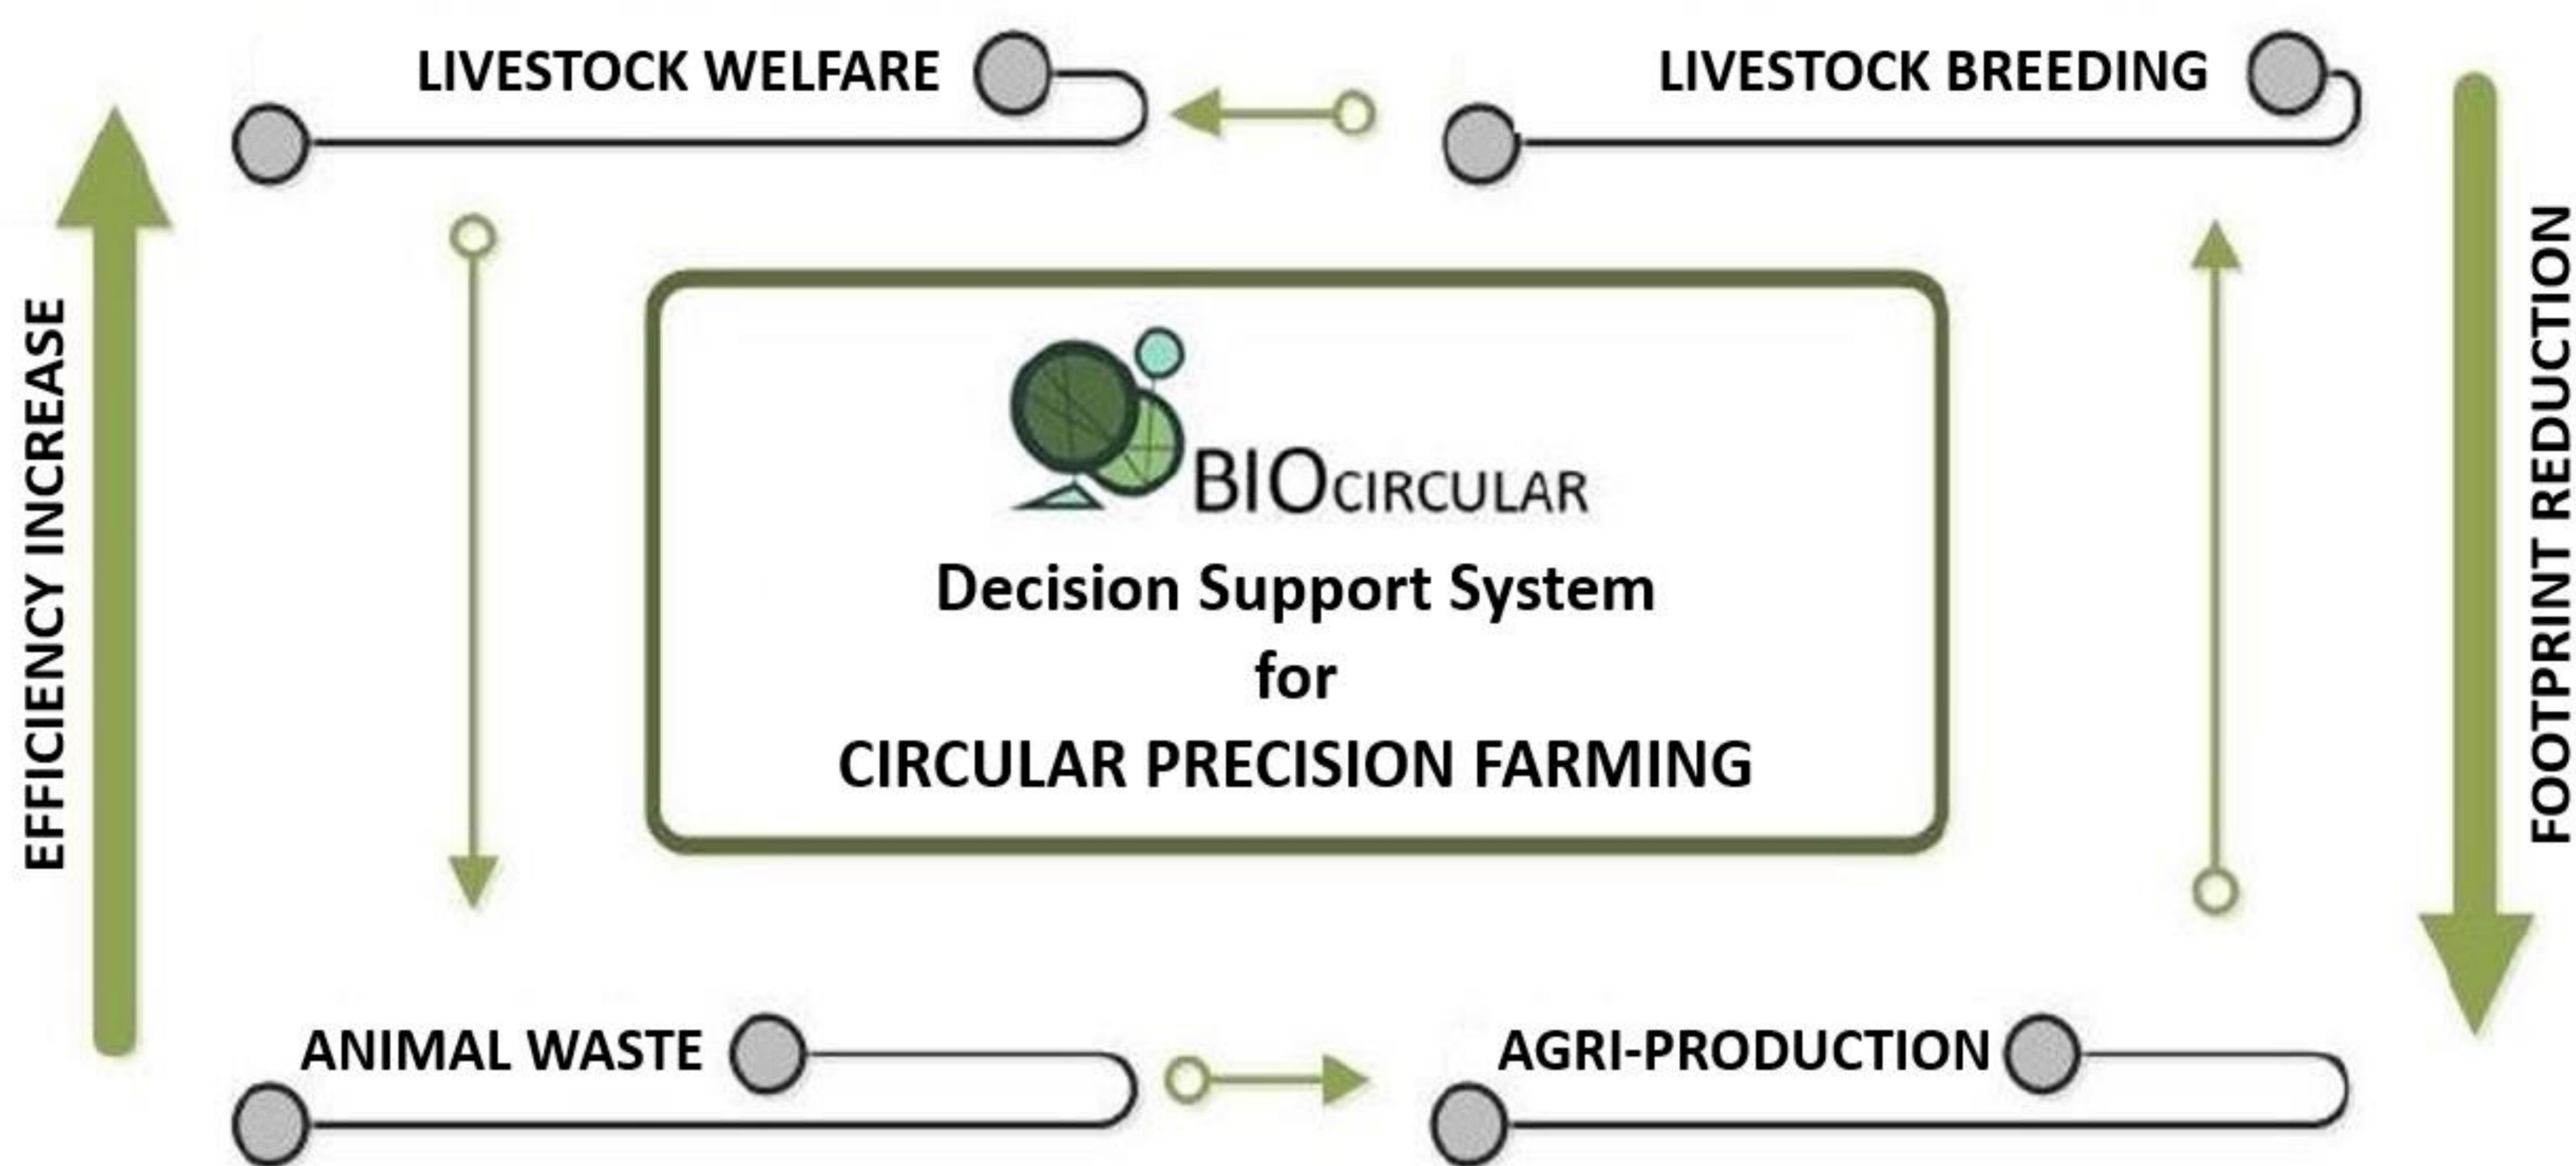 LIVESTOCK WELFARE
LIVESTOCK BREEDING
EFFICIENCY INCREASE
BIOCIRCULAR
Decision Support System
for
CIRCULAR PRECISION FARMING
FOOTPRINT REDUCTION
ANIMAL WASTE
AGRI-PRODUCTION